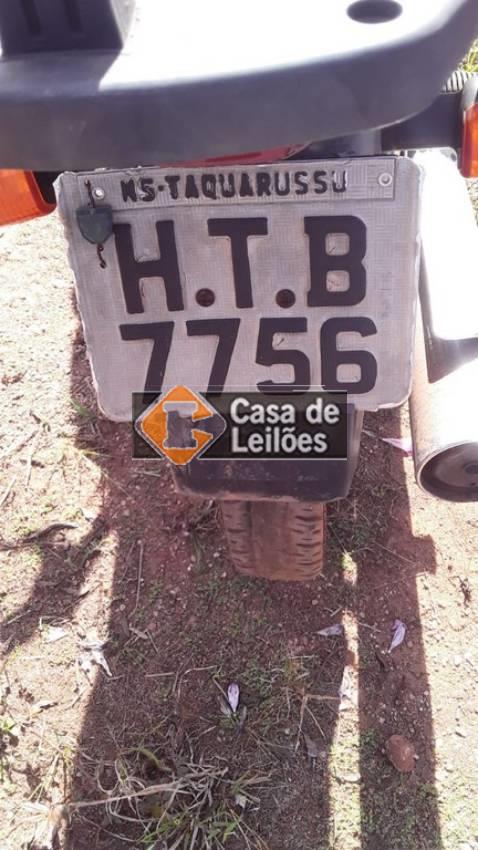 MS-TAQUARUSSU
H.T.B
7756
Casa de
Leilões